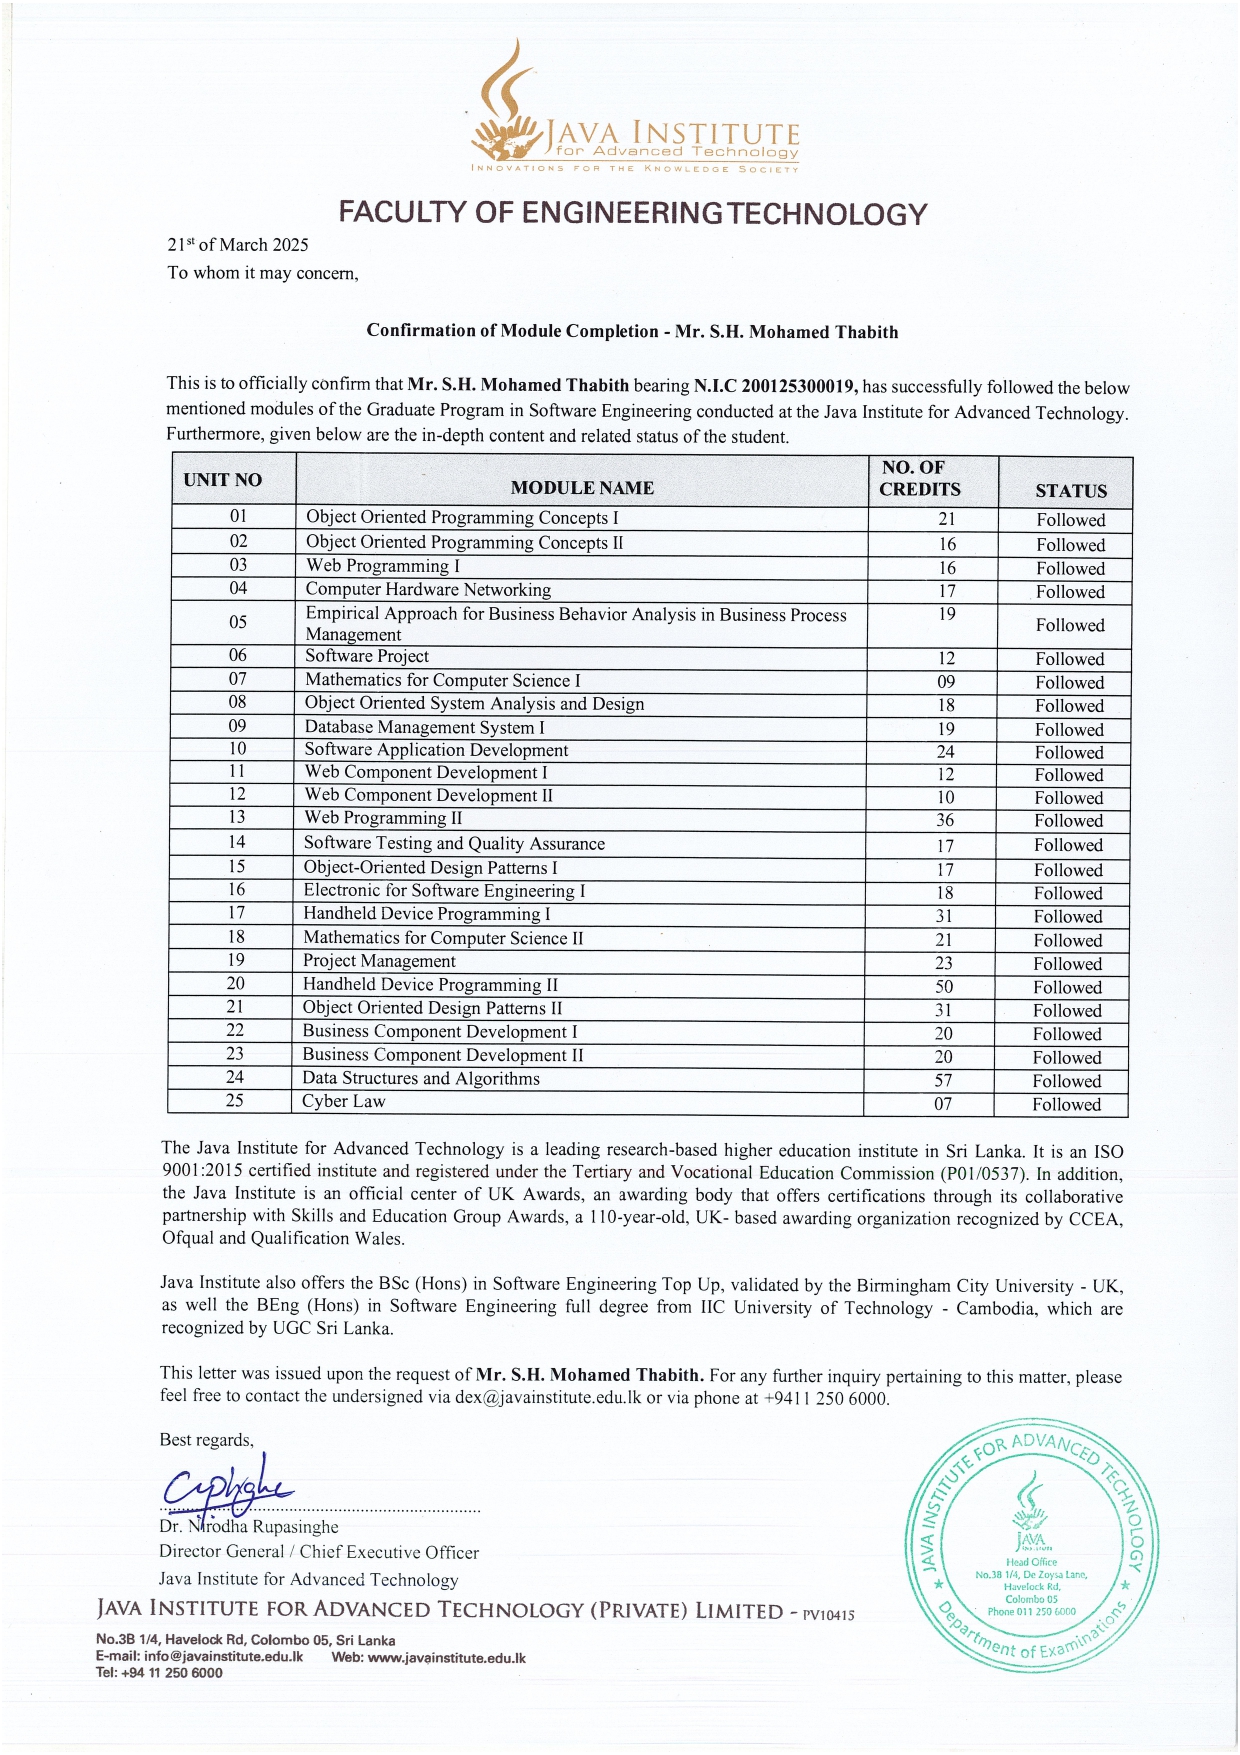 JAVA INSTITUTE
for Advanced Technology
INNOVATIONS FOR THE KNOWLEDGE SOCIETY
FACULTY OF ENGINEERING TECHNOLOGY
21st of March 2025
To whom it may concern,
Confirmation of Module Completion - Mr. S.H. Mohamed Thabith
This is to officially confirm that Mr. S.H. Mohamed Thabith bearing N.I.C 200125300019, has successfully followed the below
mentioned modules of the Graduate Program in Software Engineering conducted at the Java Institute for Advanced Technology.
Furthermore, given below are the in-depth content and related status of the student.
UNIT NO MODULE NAME NO. OF CREDITS STATUS
01 Object Oriented Programming Concepts I 21 Followed
02 Object Oriented Programming Concepts II 16 Followed
03 Web Programming I 16 Followed
04 Computer Hardware Networking 17 Followed
05 Empirical Approach for Business Behavior Analysis in Business Process Management 19 Followed
06 Software Project 12 Followed
07 Mathematics for Computer Science I 09 Followed
08 Object Oriented System Analysis and Design 18 Followed
09 Database Management System I 19 Followed
10 Software Application Development 24 Followed
11 Web Component Development I 12 Followed
12 Web Component Development II 10 Followed
13 Web Programming II 36 Followed
14 Software Testing and Quality Assurance 17 Followed
15 Object-Oriented Design Patterns I 17 Followed
16 Electronic for Software Engineering I 18 Followed
17 Handheld Device Programming I 31 Followed
18 Mathematics for Computer Science II 21 Followed
19 Project Management 23 Followed
20 Handheld Device Programming II 50 Followed
21 Object Oriented Design Patterns II 31 Followed
22 Business Component Development I 20 Followed
23 Business Component Development II 20 Followed
24 Data Structures and Algorithms 57 Followed
25 Cyber Law 07 Followed
The Java Institute for Advanced Technology is a leading research-based higher education institute in Sri Lanka. It is an ISO
9001:2015 certified institute and registered under the Tertiary and Vocational Education Commission (P01/0537). In addition,
the Java Institute is an official center of UK Awards, an awarding body that offers certifications through its collaborative
partnership with Skills and Education Group Awards, a 110-year-old, UK- based awarding organization recognized by CCEA,
Ofqual and Qualification Wales.
Java Institute also offers the BSc (Hons) in Software Engineering Top Up, validated by the Birmingham City University - UK,
as well the BEng (Hons) in Software Engineering full degree from IIC University of Technology - Cambodia, which are
recognized by UGC Sri Lanka.
This letter was issued upon the request of Mr. S.H. Mohamed Thabith. For any further inquiry pertaining to this matter, please
feel free to contact the undersigned via dex@javainstitute.edu.lk or via phone at +9411 250 6000.
Best regards,
Dr. Nirodha Rupasinghe
Director General / Chief Executive Officer
Java Institute for Advanced Technology
JAVA INSTITUTE FOR ADVANCED TECHNOLOGY
JAVA
Head Office
No.3B 1/4, De Zoysa Lane,
Havelock Rd,
Colombo 05
Phone 011 250 6000
Department of Examinations
JAVA INSTITUTE FOR ADVANCED TECHNOLOGY (PRIVATE) LIMITED - PV10415
No.3B 1/4, Havelock Rd, Colombo 05, Sri Lanka
E-mail: info@javainstitute.edu.lk Web: www.javainstitute.edu.lk
Tel: +94 11 250 6000